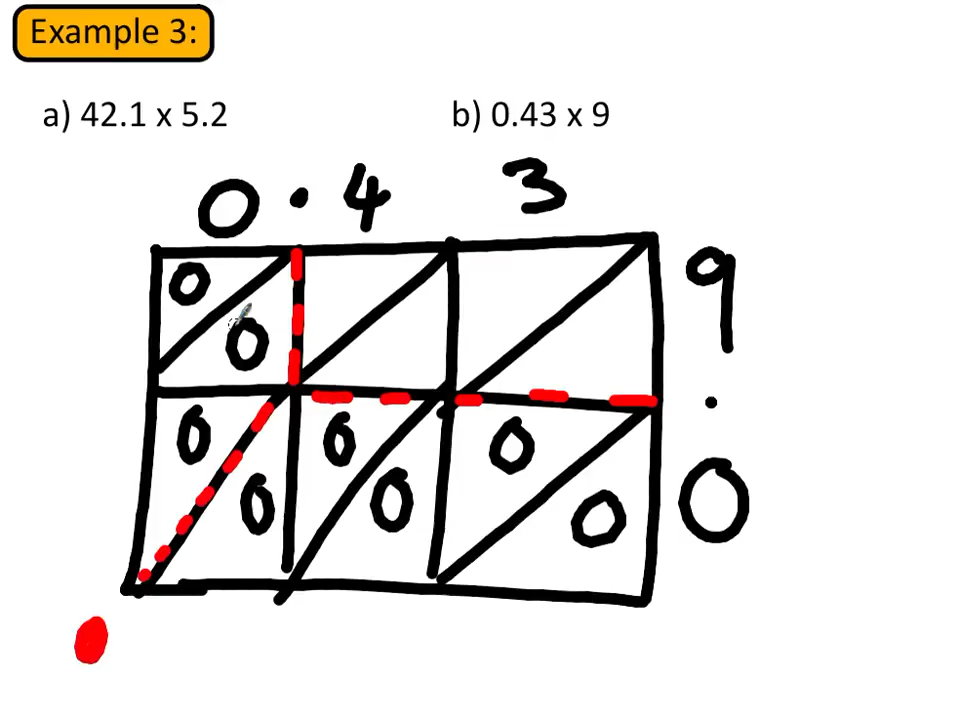 Example 3:
a) 42.1 x 5.2 b) 0.43 x 9
0 . 4 3
0 9
0
.
0 0 0
0 0 0 0